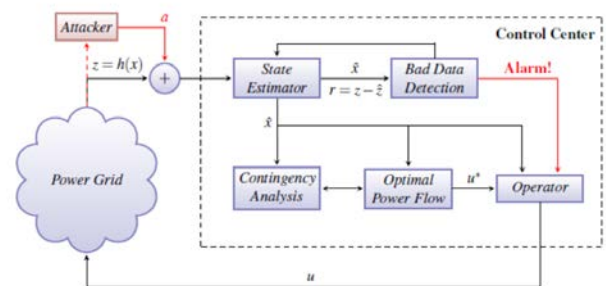 Attacker
a
Control Center
z = h(x)
+
State
Estimator
x̂
r = z − ẑ
Bad Data
Detection
Alarm!
x̂
Power Grid
Contingency
Analysis
Optimal
Power Flow
u*
Operator
u